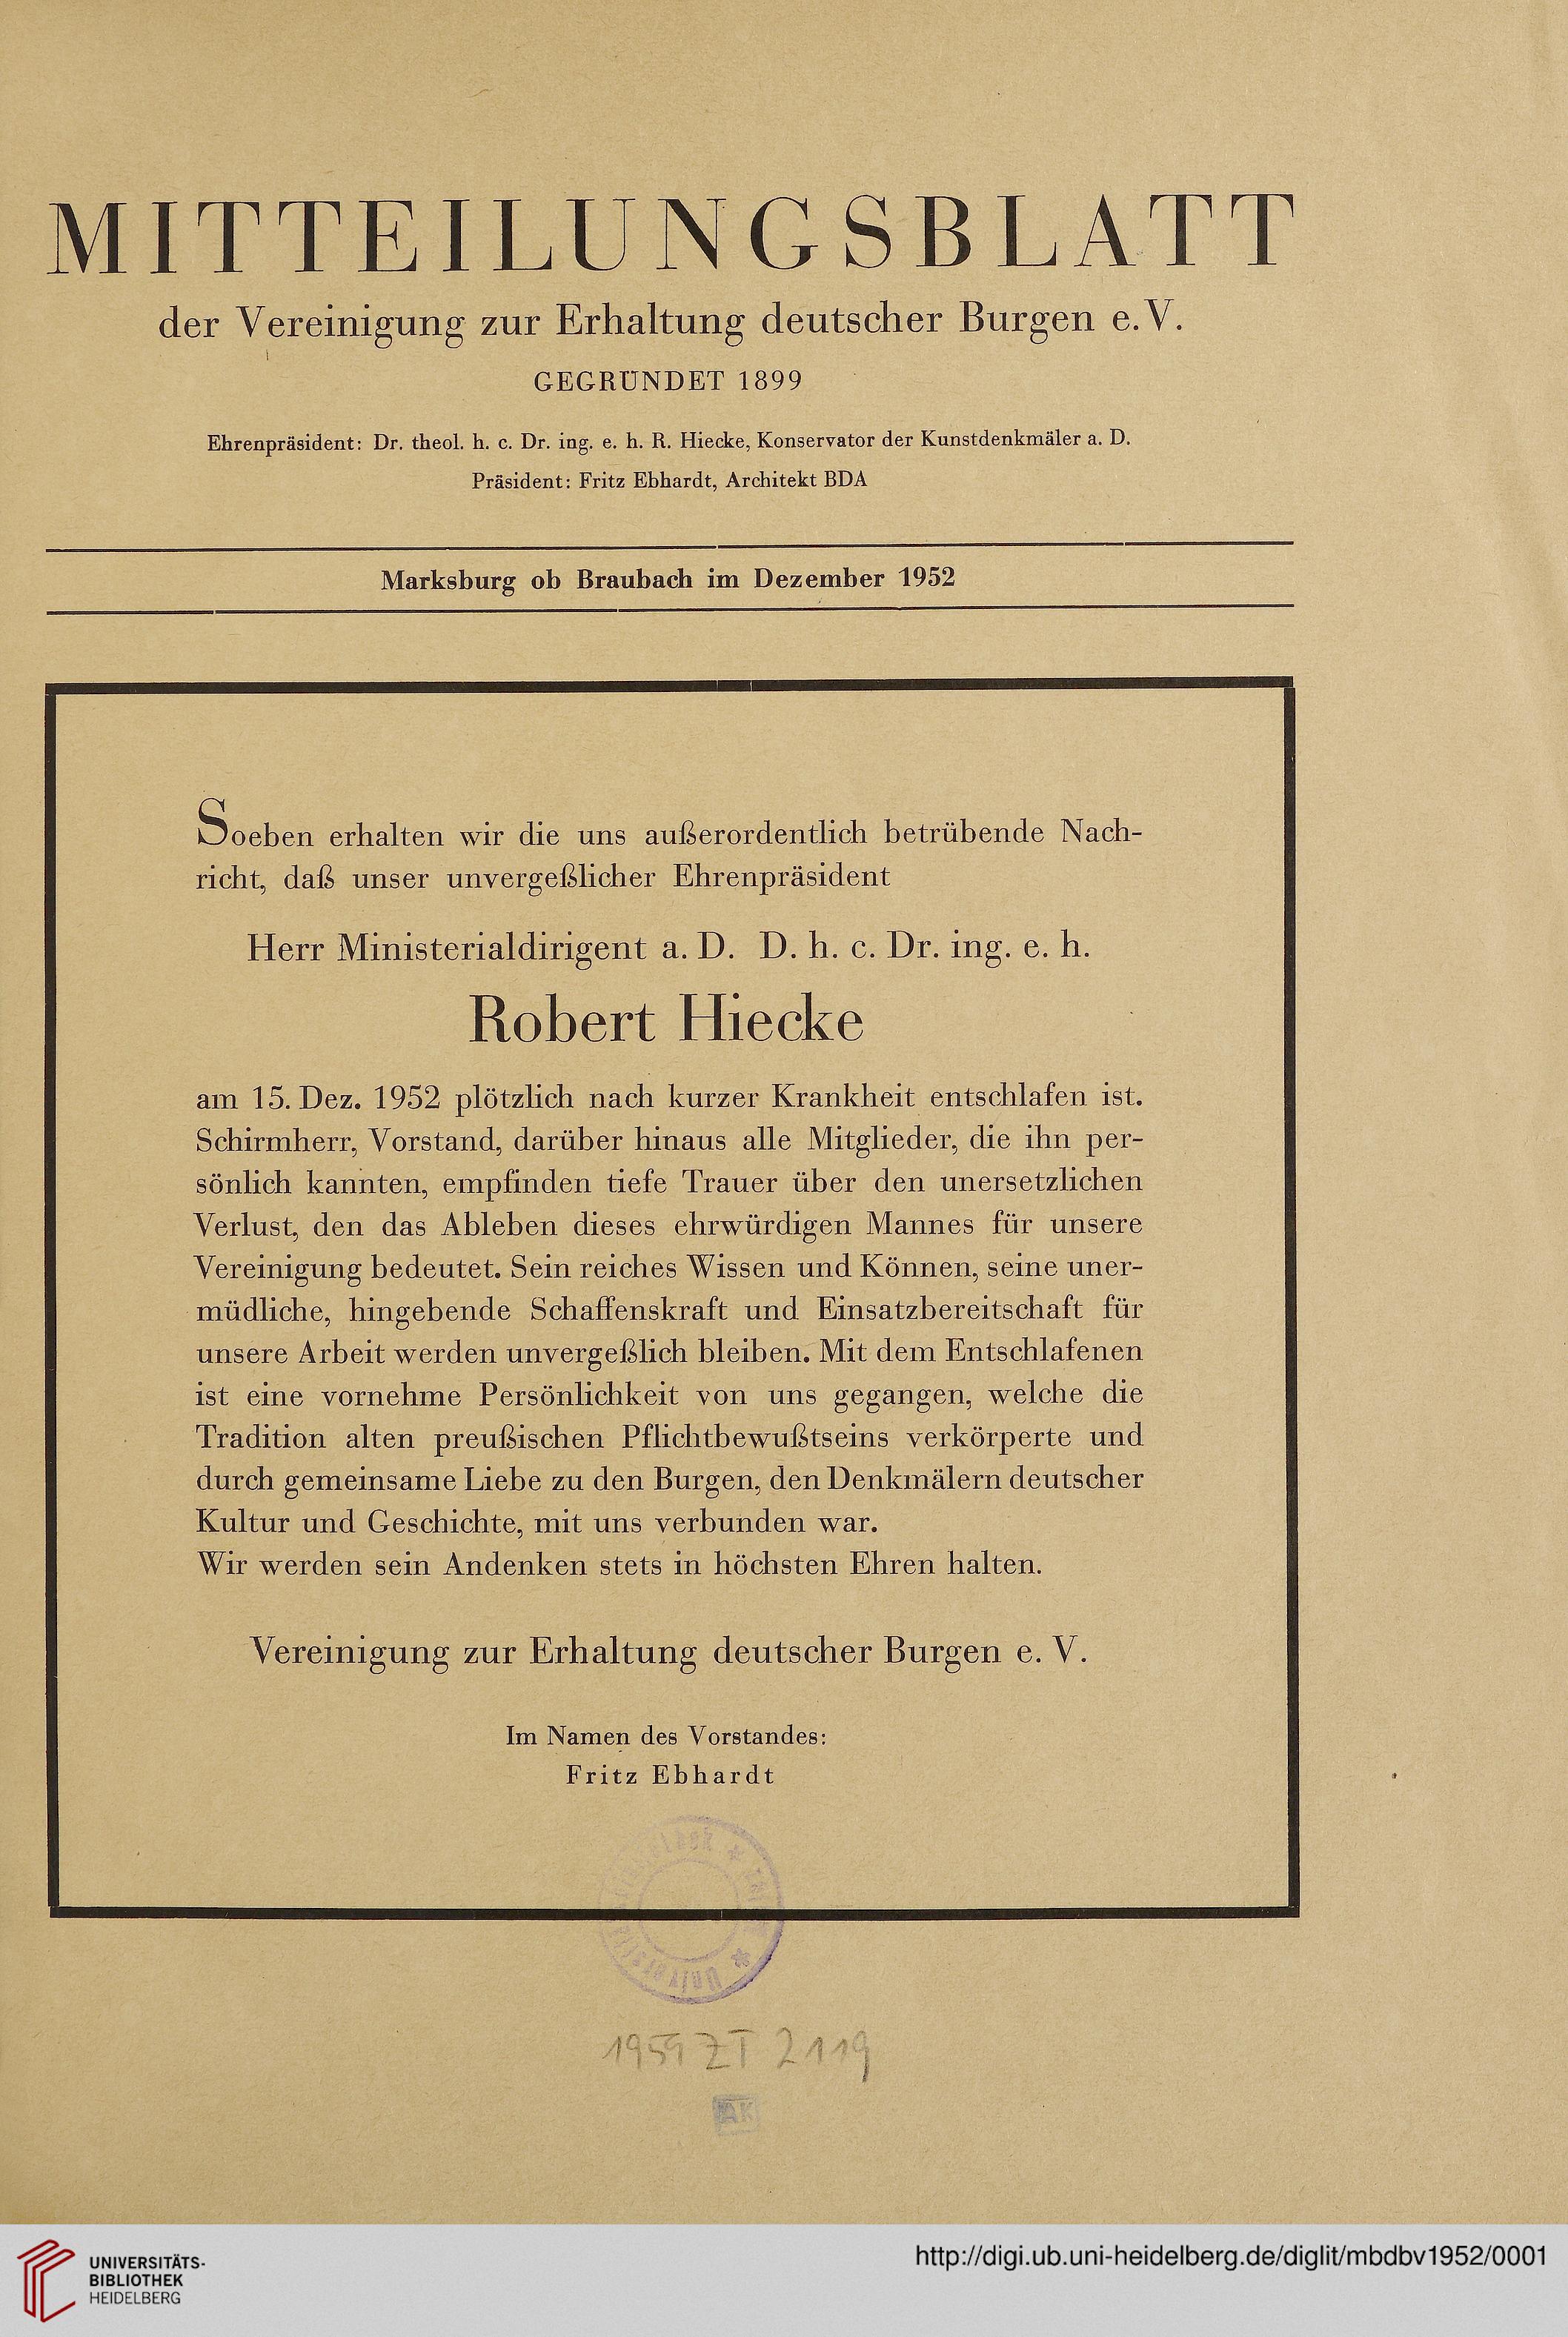 MITTEILUNGSBLATT
der Vereinigung zur Erhaltung deutscher Burgen e. V.
GEGRÜNDET 1899
Ehrenpräsident: Dr. theol. h. c. Dr. ing. e. h. R. Hiecke, Konservator der Kunstdenkmäler a. D.
Präsident: Fritz Ebhardt, Architekt BDA
Marksburg ob Braubach im Dezember 1952
Soeben erhalten wir die uns außerordentlich betrübende Nach-
richt, daß unser unvergeßlicher Ehrenpräsident
Herr Ministerialdirigent a. D. D. h. c. Dr. ing. e. h.
Robert Hiecke
am 15. Dez. 1952 plötzlich nach kurzer Krankheit entschlafen ist.
Schirmherr, Vorstand, darüber hinaus alle Mitglieder, die ihn per-
sönlich kannten, empfinden tiefe Trauer über den unersetzlichen
Verlust, den das Ableben dieses ehrwürdigen Mannes für unsere
Vereinigung bedeutet. Sein reiches Wissen und Können, seine uner-
müdliche, hingebende Schaffenskraft und Einsatzbereitschaft für
unsere Arbeit werden unvergeßlich bleiben. Mit dem Entschlafenen
ist eine vornehme Persönlichkeit von uns gegangen, welche die
Tradition alten preußischen Pflichtbewußtseins verkörperte und
durch gemeinsame Liebe zu den Burgen, den Denkmälern deutscher
Kultur und Geschichte, mit uns verbunden war.
Wir werden sein Andenken stets in höchsten Ehren halten.
Vereinigung zur Erhaltung deutscher Burgen e. V.
Im Namen des Vorstandes:
Fritz Ebhardt
1959 ZT 2119
AK
UNIVERSITÄTS-
BIBLIOTHEK
HEIDELBERG
http://digi.ub.uni-heidelberg.de/diglit/mbdbv1952/0001